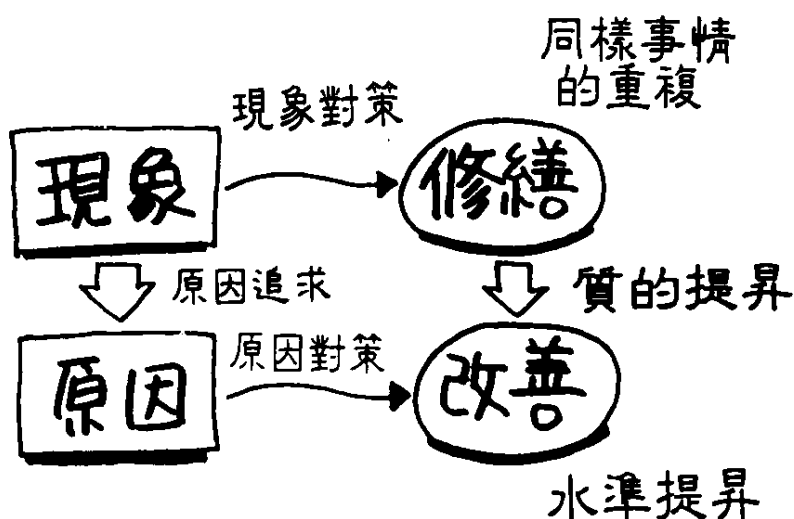 同樣事情
的重複
現象對策
現象
修繕
原因追求
質的提昇
原因對策
原因
改善
水準提昇